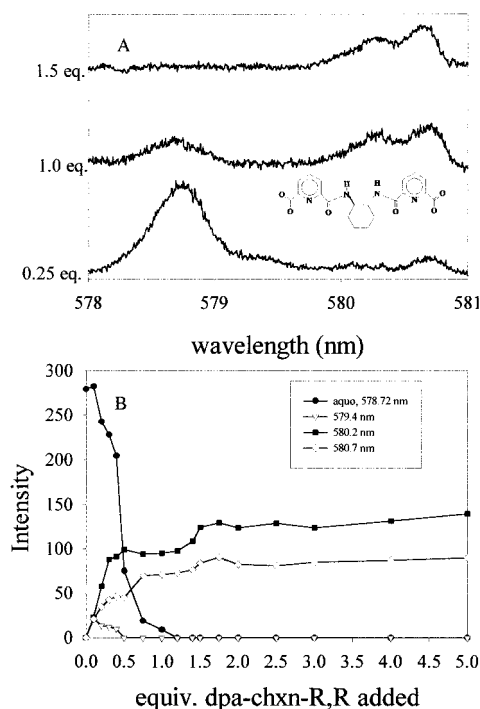 A
1.5 eq.
1.0 eq.
0.25 eq.
H
H
O
O
N
O
N
N
O
N
O
O
578
579
580
581
wavelength (nm)
B
300
250
200
150
100
50
0
Intensity
aquo, 578.72 nm
579.4 nm
580.2 nm
580.7 nm
0.0 0.5 1.0 1.5 2.0 2.5 3.0 3.5 4.0 4.5 5.0
equiv. dpa-chxn-R,R added